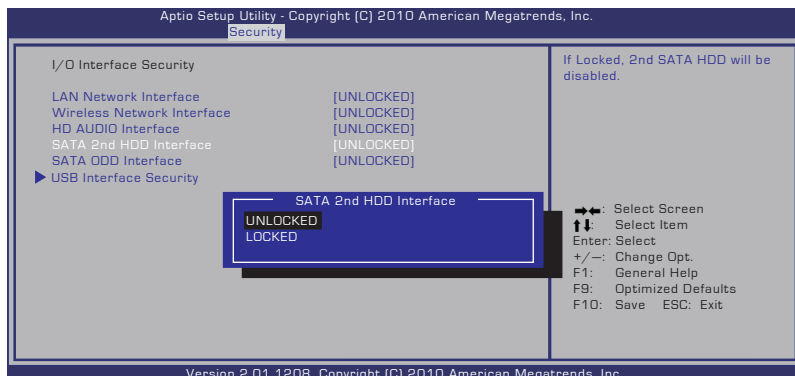 Aptio Setup Utility - Copyright (C) 2010 American Megatrends, Inc.
Security
I/O Interface Security
LAN Network Interface [UNLOCKED]
Wireless Network Interface [UNLOCKED]
HD AUDIO Interface [UNLOCKED]
SATA 2nd HDD Interface [UNLOCKED]
SATA ODD Interface [UNLOCKED]
USB Interface Security
SATA 2nd HDD Interface
UNLOCKED
LOCKED
If Locked, 2nd SATA HDD will be
disabled.
→←: Select Screen
↑↓: Select Item
Enter: Select
+/—: Change Opt.
F1: General Help
F9: Optimized Defaults
F10: Save ESC: Exit
Version 2.01.1208. Copyright (C) 2010 American Megatrends, Inc.